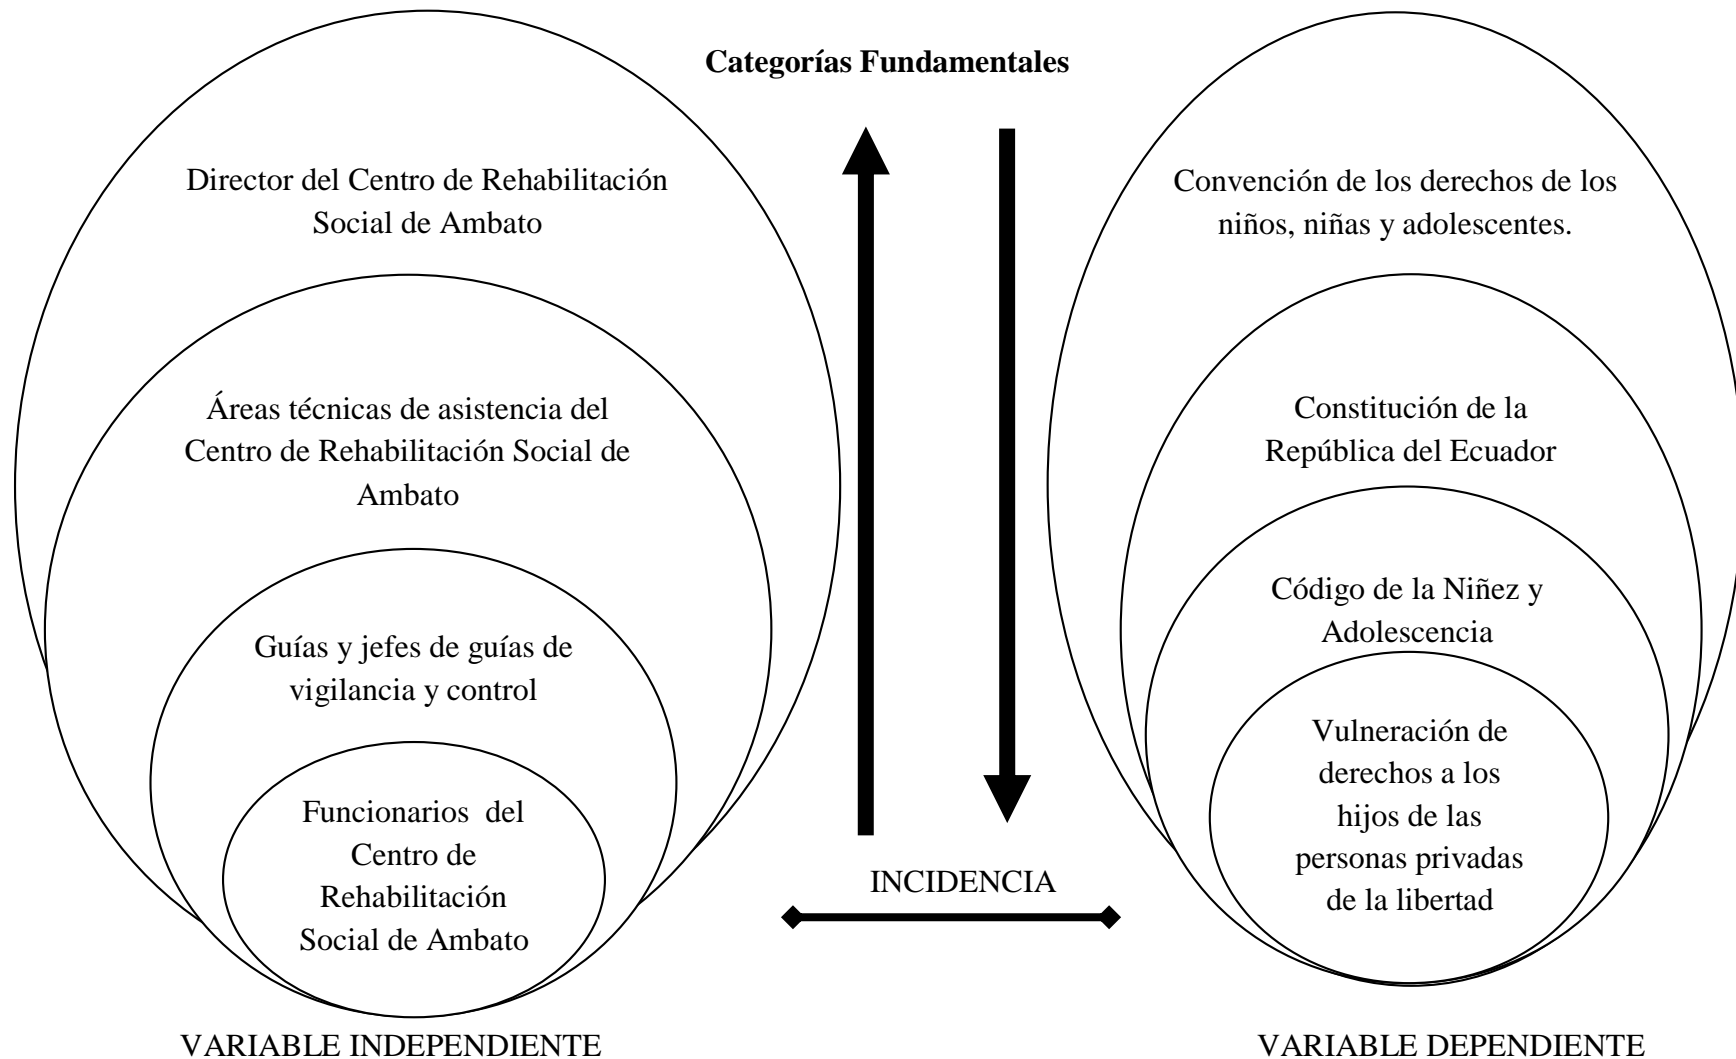 Categorías Fundamentales
Director del Centro de Rehabilitación
Social de Ambato
Áreas técnicas de asistencia del
Centro de Rehabilitación Social de
Ambato
Guías y jefes de guías de
vigilancia y control
Funcionarios  del
Centro de
Rehabilitación
Social de Ambato
VARIABLE INDEPENDIENTE
INCIDENCIA
Convención de los derechos de los
niños, niñas y adolescentes.
Constitución de la
República del Ecuador
Código de la Niñez y
Adolescencia
Vulneración de
derechos a los
hijos de las
personas privadas
de la libertad
VARIABLE DEPENDIENTE